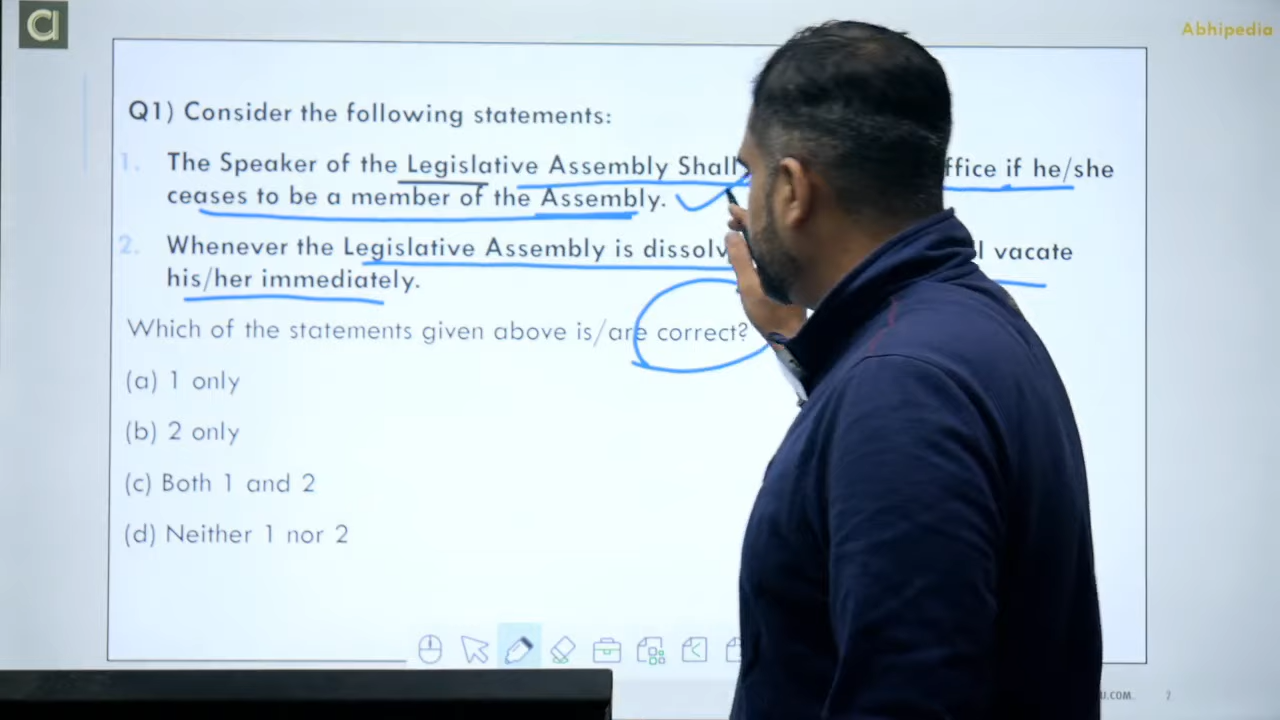 Abhipedia
Q1) Consider the following statements:
1. The Speaker of the Legislative Assembly Shall ffice if he/she
ceases to be a member of the Assembly.
2. Whenever the Legislative Assembly is dissolv l vacate
his/her immediately.
Which of the statements given above is/are correct?
(a) 1 only
(b) 2 only
(c) Both 1 and 2
(d) Neither 1 nor 2
U.COM. 2